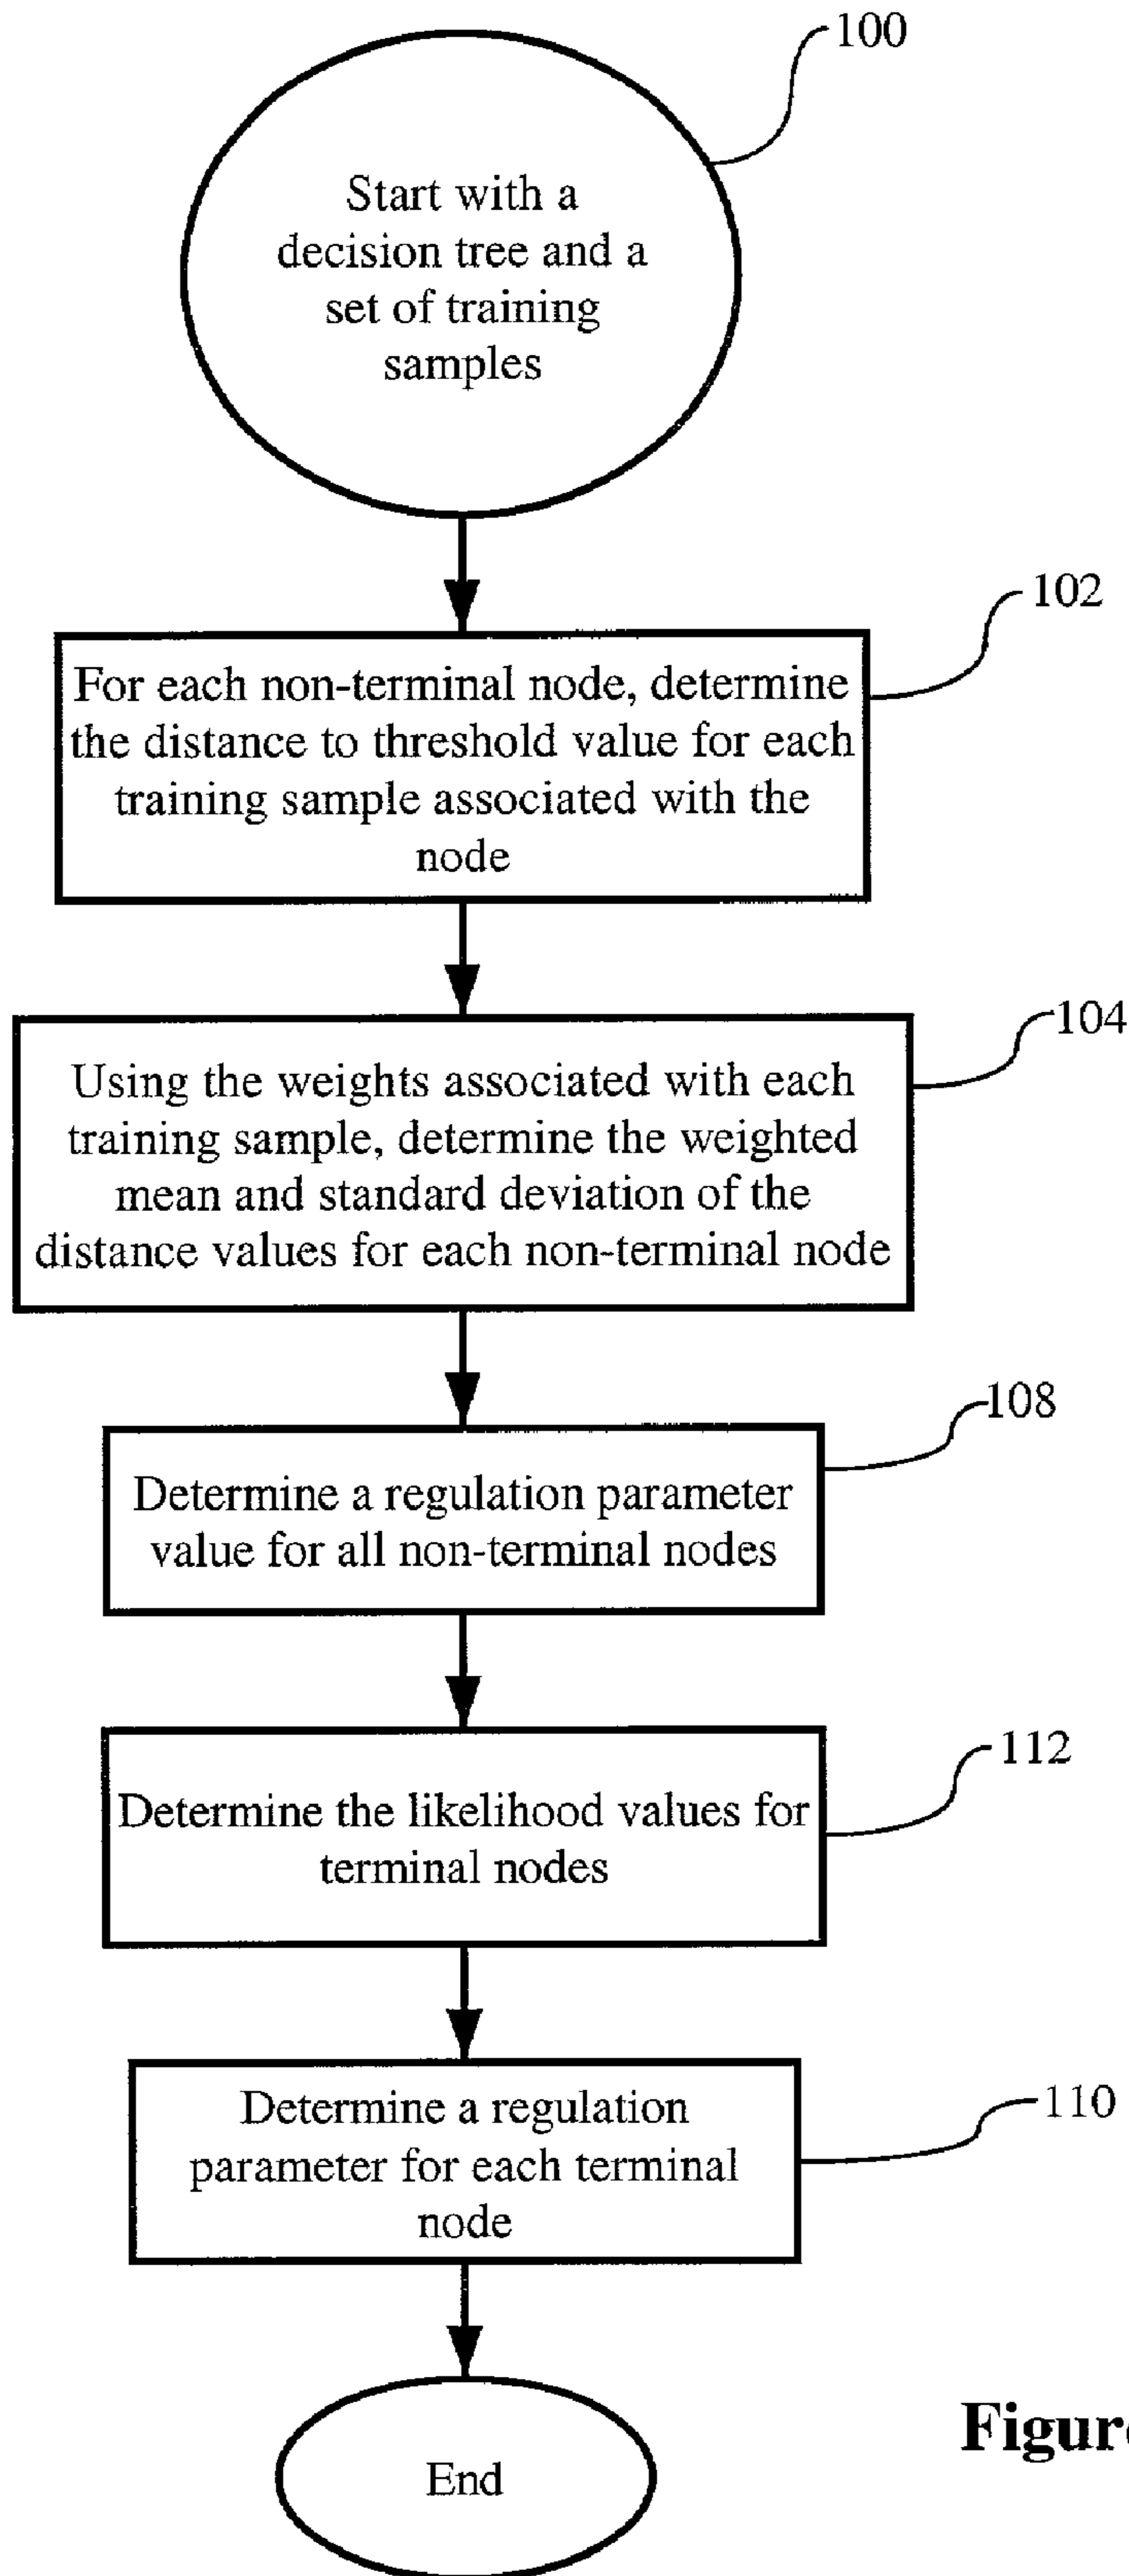 100
Start with a
decision tree and a
set of training
samples
102
For each non-terminal node, determine
the distance to threshold value for each
training sample associated with the
node
104
Using the weights associated with each
training sample, determine the weighted
mean and standard deviation of the
distance values for each non-terminal node
108
Determine a regulation parameter
value for all non-terminal nodes
112
Determine the likelihood values for
terminal nodes
110
Determine a regulation
parameter for each terminal
node
End
Figure